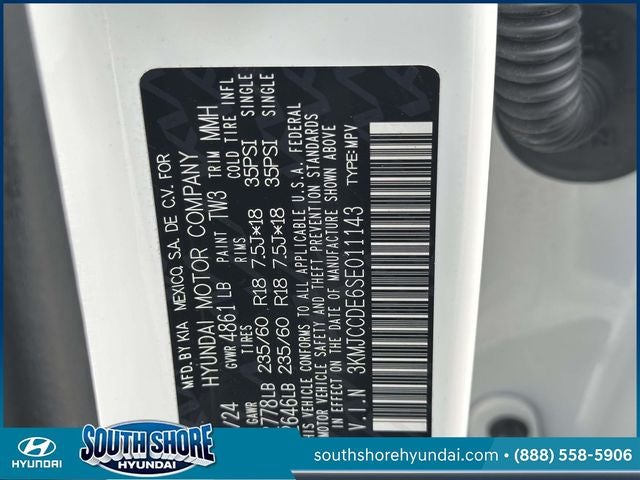 MFD. BY KIA MEXICO, S.A. DE C.V. FOR
HYUNDAI MOTOR COMPANY
/24 GVWR 4861 LB PAINT TW3 TRIM MMH
GAWR TIRES RIMS COLD TIRE INFL
778LB 235/60 R18 7.5J×18 35PSI SINGLE
646LB 235/60 R18 7.5J×18 35PSI SINGLE
THIS VEHICLE CONFORMS TO ALL APPLICABLE U.S.A. FEDERAL
MOTOR VEHICLE SAFETY AND THEFT PREVENTION STANDARDS
IN EFFECT ON THE DATE OF MANUFACTURE SHOWN ABOVE.
V.I.N 3KMJCCDE6SE011143 TYPE:MPV
HYUNDAI
SOUTH SHORE
HYUNDAI
southshorehyundai.com • (888) 558-5906